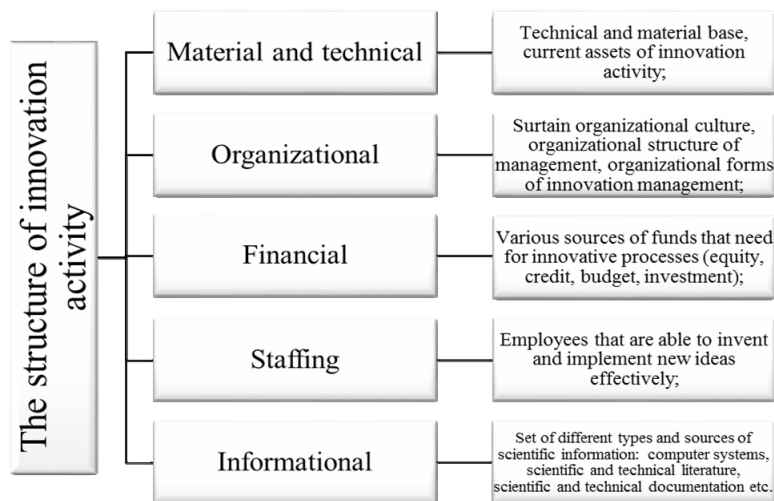 The structure of innovation
activity
Material and technical
Technical and material base,
current assets of innovation
activity;
Organizational
Surtain organizational culture,
organizational structure of
management, organizational forms
of innovation management;
Financial
Various sources of funds that need
for innovative processes (equity,
credit, budget, investment);
Staffing
Employees that are able to invent
and implement new ideas
effectively;
Informational
Set of different types and sources of
scientific information: computer systems,
scientific and technical literature,
scientific and technical documentation etc.